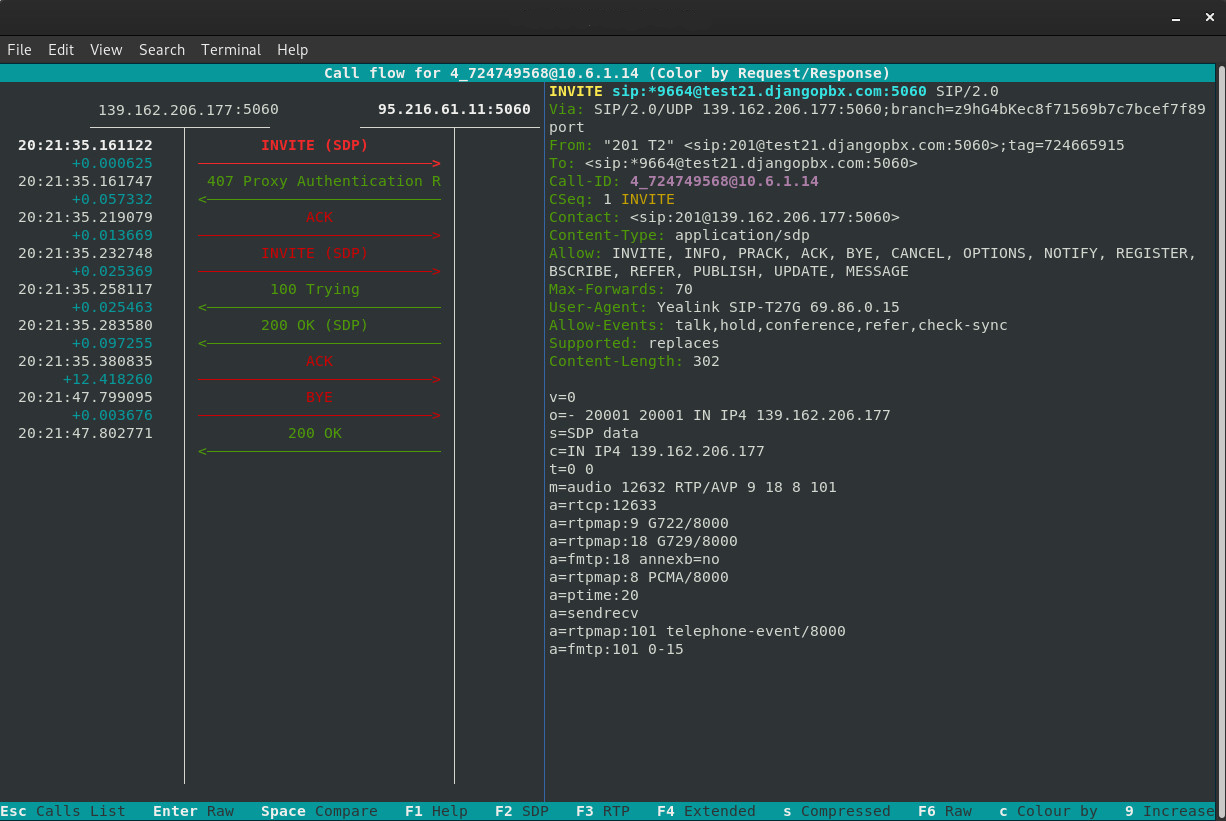 File Edit View Search Terminal Help
Call flow for 4_724749568@10.6.1.14 (Color by Request/Response)
139.162.206.177:5060 95.216.61.11:5060
20:21:35.161122 INVITE (SDP)
+0.000625
20:21:35.161747 407 Proxy Authentication R
+0.057332
20:21:35.219079 ACK
+0.013669
20:21:35.232748 INVITE (SDP)
+0.025369
20:21:35.258117 100 Trying
+0.025463
20:21:35.283580 200 OK (SDP)
+0.097255
20:21:35.380835 ACK
+12.418260
20:21:47.799095 BYE
+0.003676
20:21:47.802771 200 OK
INVITE sip:*9664@test21.djangopbx.com:5060 SIP/2.0
Via: SIP/2.0/UDP 139.162.206.177:5060;branch=z9hG4bKec8f71569b7c7bcef7f89
port
From: "201 T2" <sip:201@test21.djangopbx.com:5060>;tag=724665915
To: <sip:*9664@test21.djangopbx.com:5060>
Call-ID: 4_724749568@10.6.1.14
CSeq: 1 INVITE
Contact: <sip:201@139.162.206.177:5060>
Content-Type: application/sdp
Allow: INVITE, INFO, PRACK, ACK, BYE, CANCEL, OPTIONS, NOTIFY, REGISTER,
BSCRIBE, REFER, PUBLISH, UPDATE, MESSAGE
Max-Forwards: 70
User-Agent: Yealink SIP-T27G 69.86.0.15
Allow-Events: talk,hold,conference,refer,check-sync
Supported: replaces
Content-Length: 302
v=0
o=- 20001 20001 IN IP4 139.162.206.177
s=SDP data
c=IN IP4 139.162.206.177
t=0 0
m=audio 12632 RTP/AVP 9 18 8 101
a=rtcp:12633
a=rtpmap:9 G722/8000
a=rtpmap:18 G729/8000
a=fmtp:18 annexb=no
a=rtpmap:8 PCMA/8000
a=ptime:20
a=sendrecv
a=rtpmap:101 telephone-event/8000
a=fmtp:101 0-15
Esc Calls List Enter Raw Space Compare F1 Help F2 SDP F3 RTP F4 Extended s Compressed F6 Raw c Colour by 9 Increase